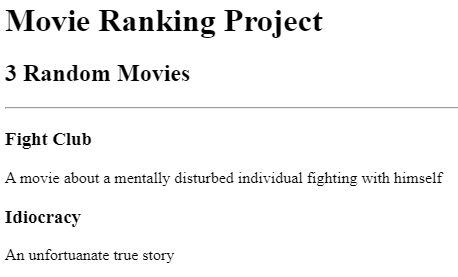 Movie Ranking Project
3 Random Movies
Fight Club
A movie about a mentally disturbed individual fighting with himself
Idiocracy
An unfortuanate true story